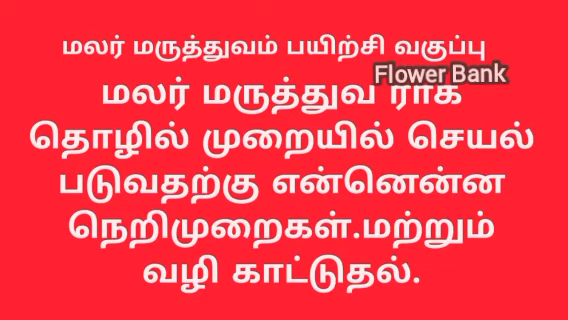 மலர் மருத்துவம் பயிற்சி வகுப்பு
Flower Bank
மலர் மருத்துவ ராக
தொழில் முறையில் செயல்
படுவதற்கு என்னென்ன
நெறிமுறைகள்.மற்றும்
வழி காட்டுதல்.